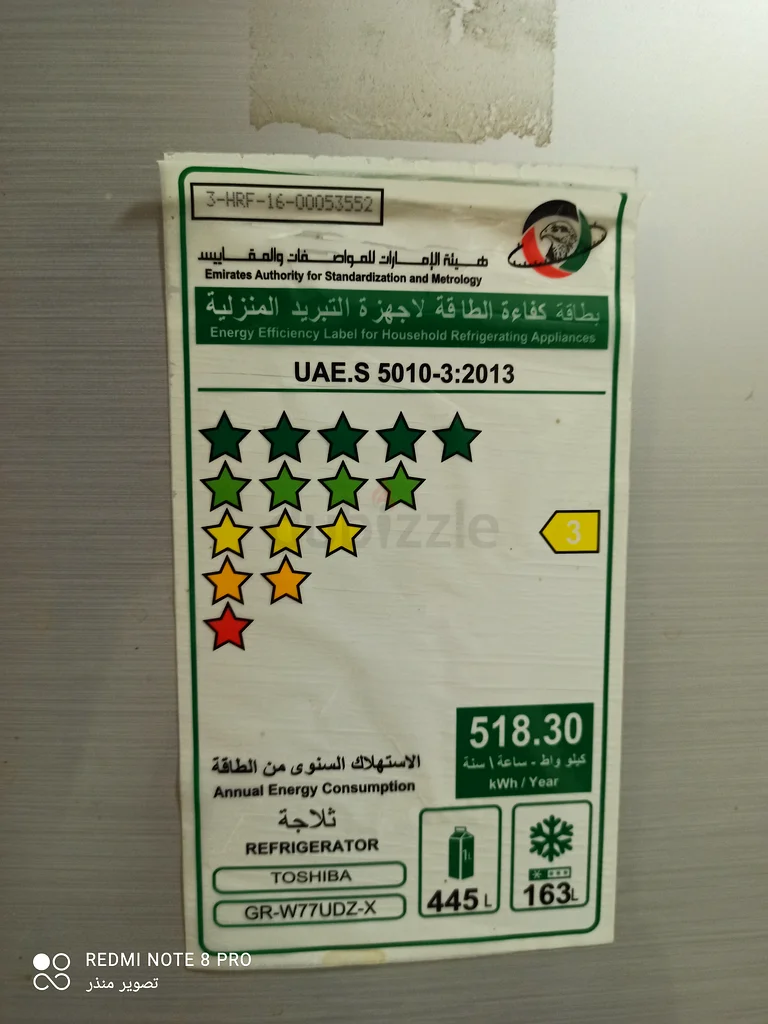 3-HRF-16-00053552
هيئة الإمارات للمواصفات والمقاييس
Emirates Authority for Standardization and Metrology
بطاقة كفاءة الطاقة لاجهزة التبريد المنزلية
Energy Efficiency Label for Household Refrigerating Appliances
UAE.S 5010-3:2013
dubizzle
3
518.30
كيلو واط - ساعة \ سنة
kWh / Year
الاستهلاك السنوى من الطاقة
Annual Energy Consumption
ثلاجة
REFRIGERATOR
TOSHIBA
GR-W77UDZ-X
1L
445 L
163L
REDMI NOTE 8 PRO
تصوير منذر